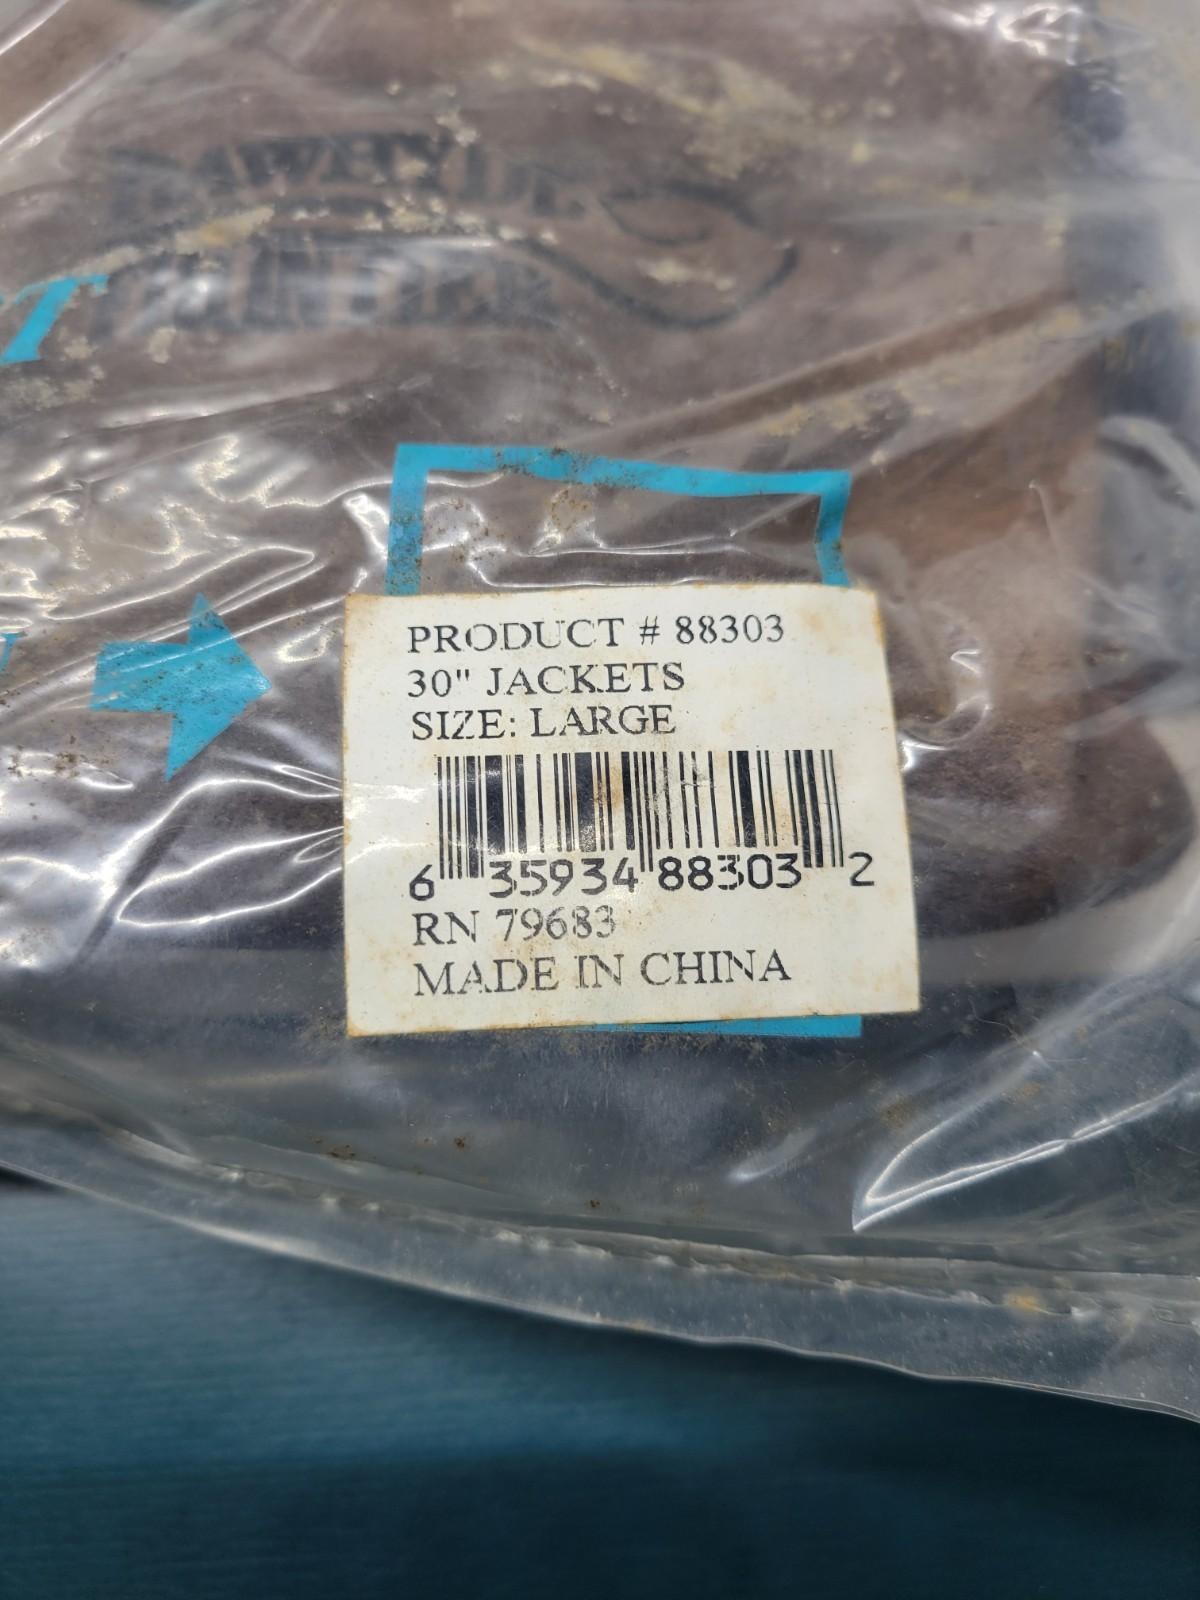 PRODUCT # 88303
30" JACKETS
SIZE: LARGE
6 35934 88303 2
RN 79683
MADE IN CHINA